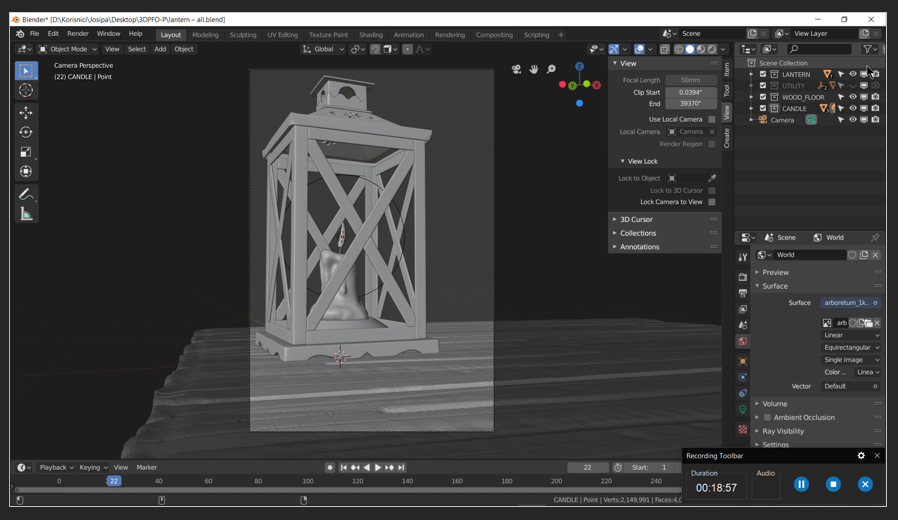 Blender* [D:\Korisnici\Josipa\Desktop\3DPFO-P\lantern – all.blend]
File Edit Render Window Help Layout Modeling Sculpting UV Editing Texture Paint Shading Animation Rendering Compositing Scripting + Scene View Layer
Object Mode View Select Add Object Global
Camera Perspective
(22) CANDLE | Point
View
Focal Length 50mm
Clip Start 0.0394"
End 39370"
Use Local Camera
Local Camera Camera
Render Region
View Lock
Lock to Object
Lock to 3D Cursor
Lock Camera to View
3D Cursor
Collections
Annotations
Item
Tool
View
Create
Z
Y
X
Scene Collection
LANTERN
UTILITY
WOOD_FLOOR
CANDLE
Camera
Scene World
World
Preview
Surface
Surface arboretum_1k..
arb
Linear
Equirectangular
Single Image
Color .. Linea
Vector Default
Volume
Ambient Occlusion
Ray Visibility
Settings
Playback Keying View Marker 22 Start: 1
0 22 40 60 80 100 120 140 160 180 200 220 240
CANDLE | Point | Verts:2,149,991 | Faces:4,0
Recording Toolbar
Duration Audio
00:18:57